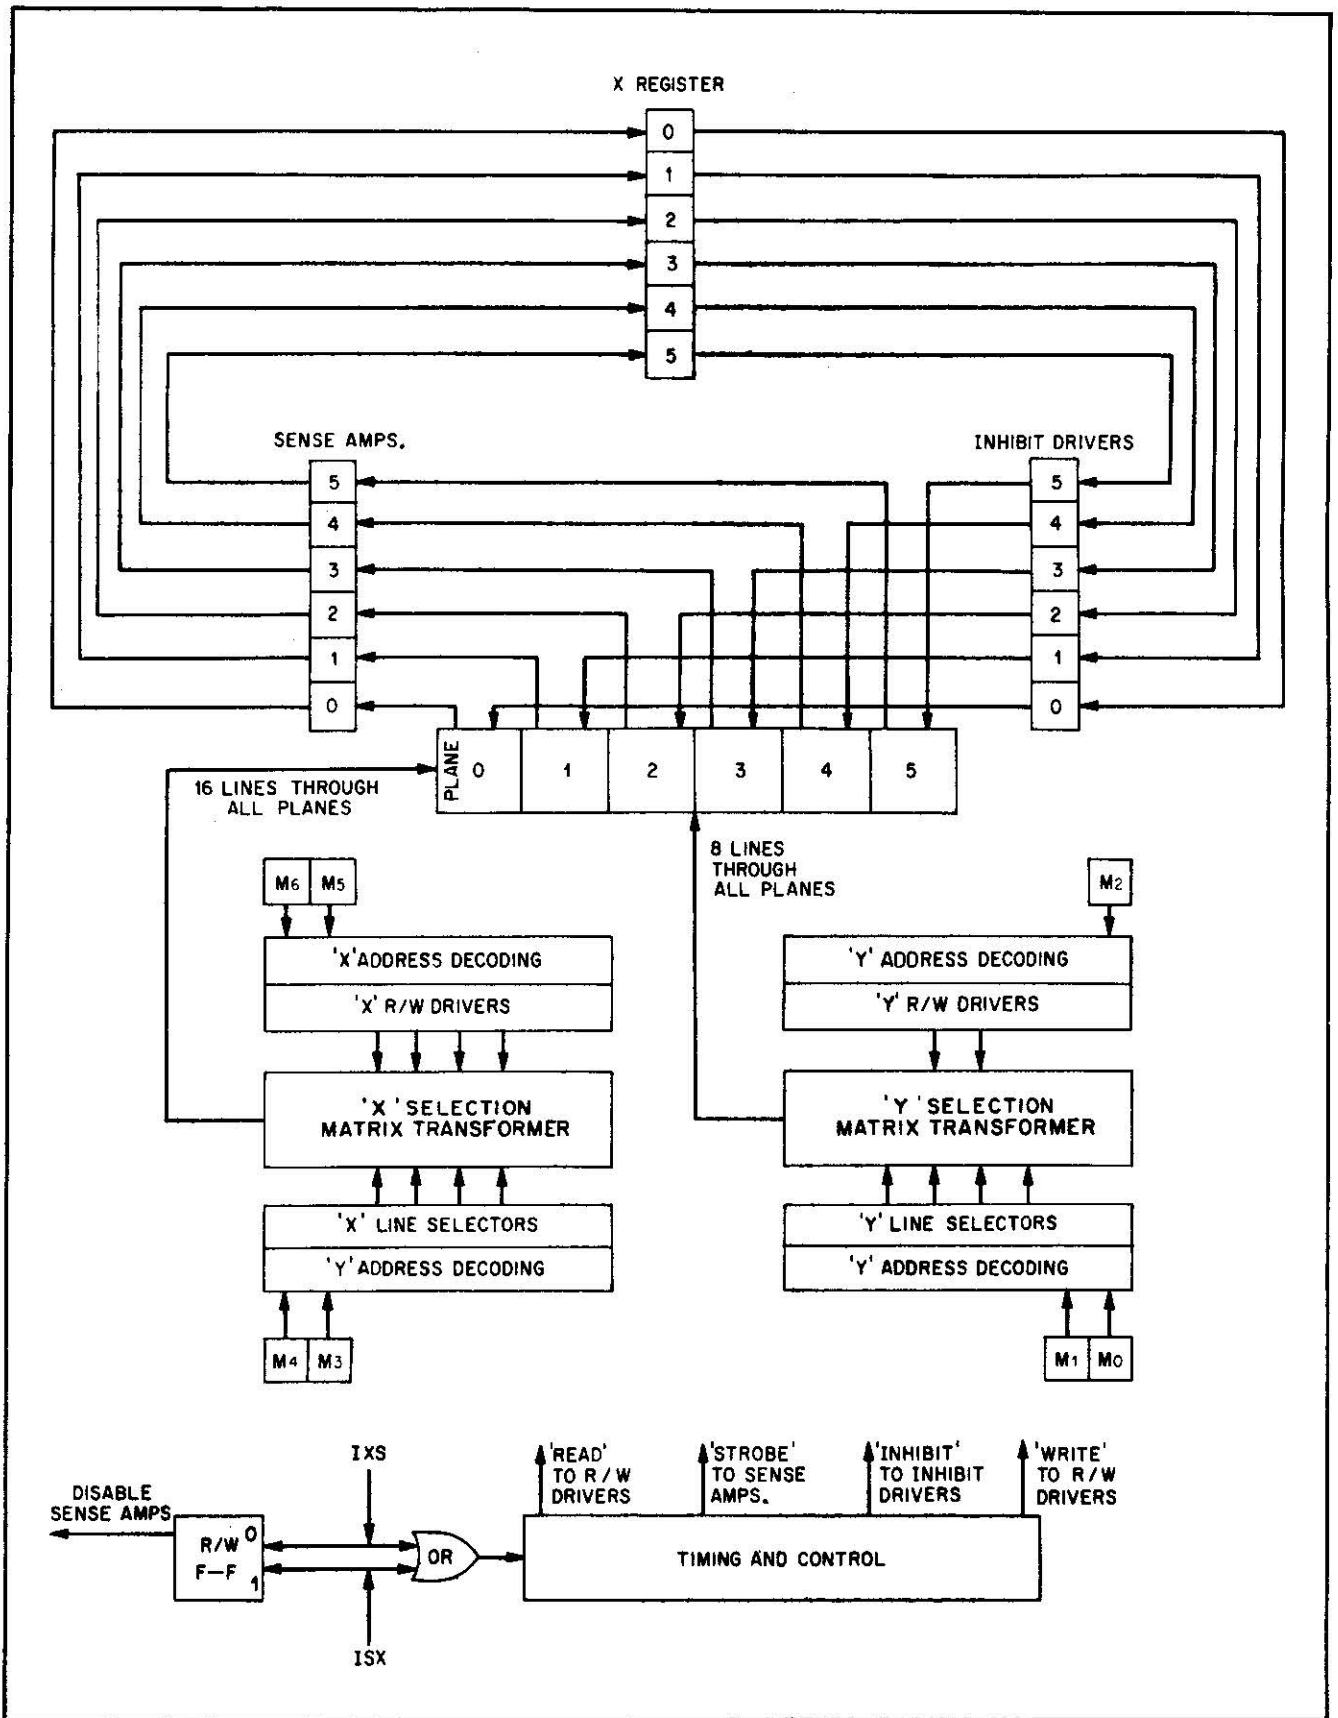 X REGISTER
0
1
2
3
4
5
SENSE AMPS.
INHIBIT DRIVERS
5
4
3
2
1
0
5
4
3
2
1
0
PLANE
0 1 2 3 4 5
16 LINES THROUGH
ALL PLANES
8 LINES
THROUGH
ALL PLANES
M6 M5
M2
'X' ADDRESS DECODING
'X' R/W DRIVERS
'Y' ADDRESS DECODING
'Y' R/W DRIVERS
'X' SELECTION
MATRIX TRANSFORMER
'Y' SELECTION
MATRIX TRANSFORMER
'X' LINE SELECTORS
'Y' ADDRESS DECODING
'Y' LINE SELECTORS
'Y' ADDRESS DECODING
M4 M3
M1 M0
IXS
'READ'
TO R/W
DRIVERS
'STROBE'
TO SENSE
AMPS.
'INHIBIT'
TO INHIBIT
DRIVERS
'WRITE'
TO R/W
DRIVERS
DISABLE
SENSE AMPS
R/W 0
F-F 1
OR
TIMING AND CONTROL
ISX